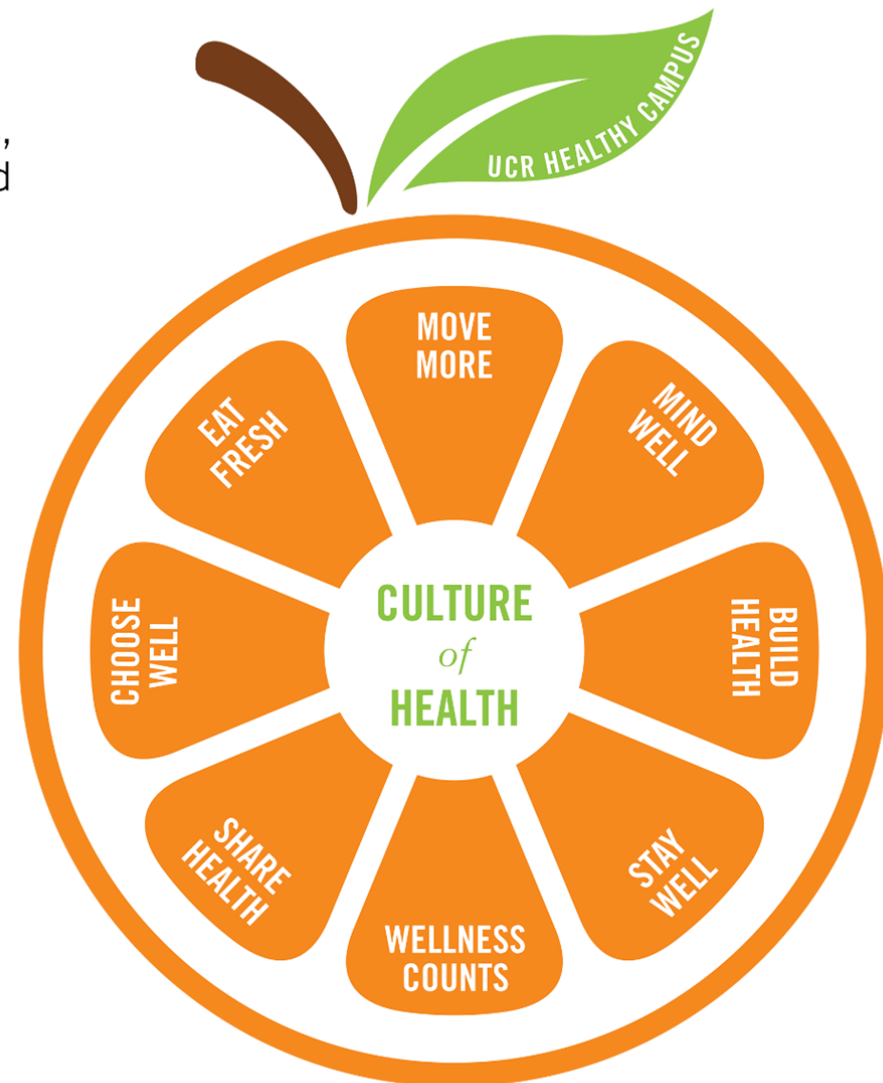 UCR HEALTHY CAMPUS
MOVE
MORE
MIND
WELL
BUILD
HEALTH
STAY
WELL
WELLNESS
COUNTS
SHARE
HEALTH
CHOOSE
WELL
EAT
FRESH
CULTURE
of
HEALTH